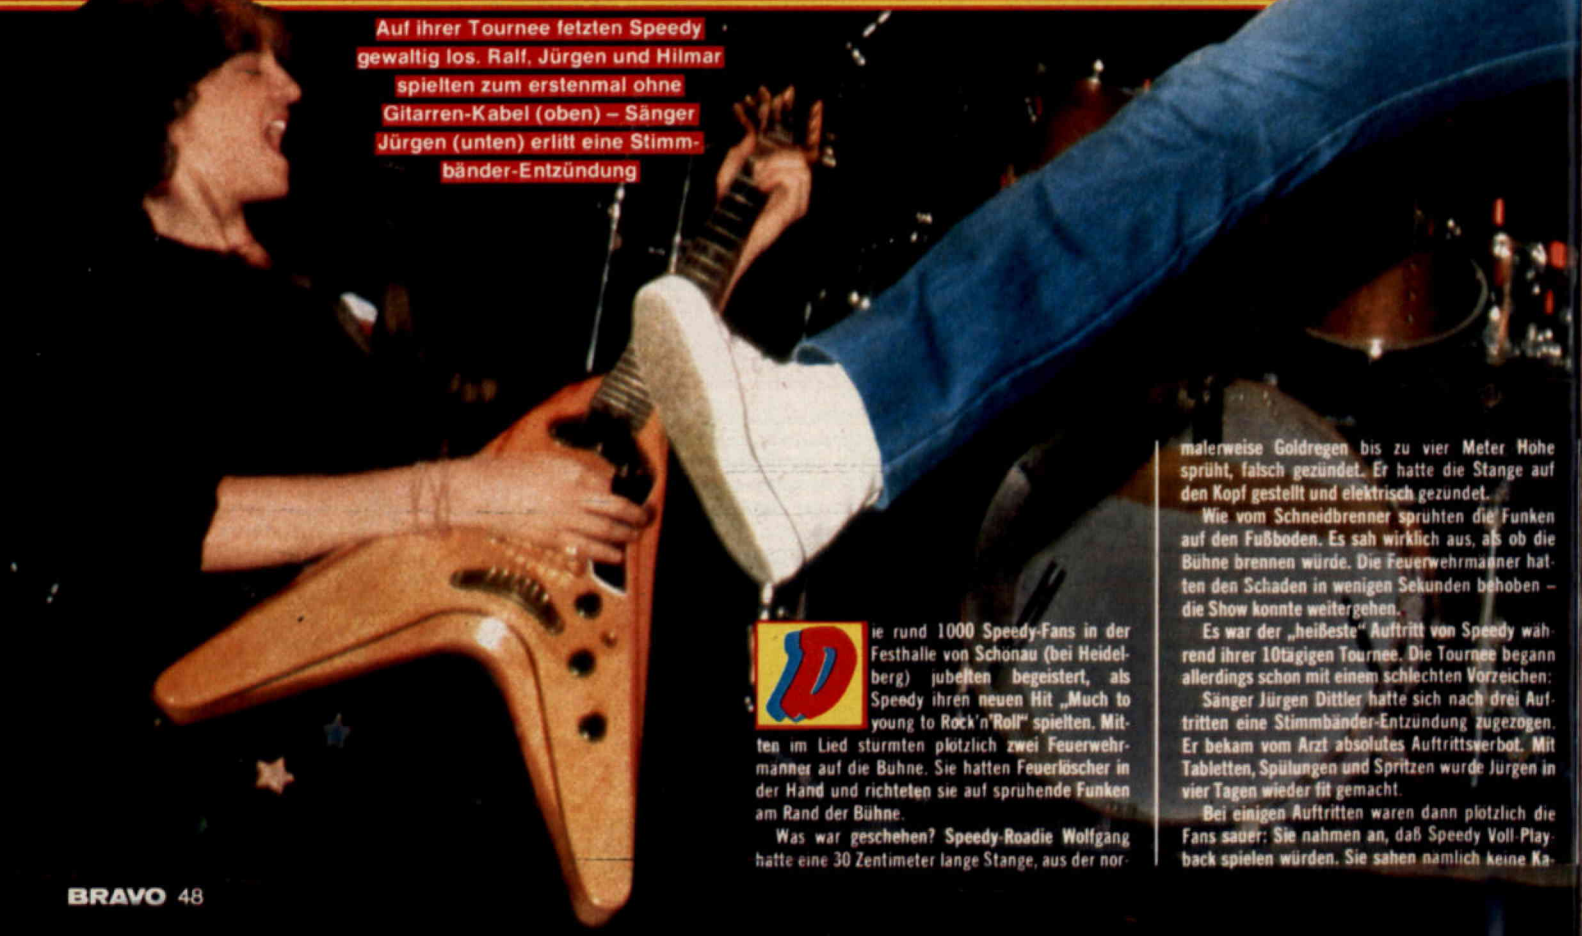 Auf ihrer Tournee fetzten Speedy
gewaltig los. Ralf, Jürgen und Hilmar
spielten zum erstenmal ohne
Gitarren-Kabel (oben) – Sänger
Jürgen (unten) erlitt eine Stimm-
bänder-Entzündung
Die rund 1000 Speedy-Fans in der
Festhalle von Schönau (bei Heidel-
berg) jubelten begeistert, als
Speedy ihren neuen Hit „Much to
young to Rock'n'Roll“ spielten. Mit-
ten im Lied stürmten plötzlich zwei Feuerwehr-
männer auf die Bühne. Sie hatten Feuerlöscher in
der Hand und richteten sie auf sprühende Funken
am Rand der Bühne.
Was war geschehen? Speedy-Roadie Wolfgang
hatte eine 30 Zentimeter lange Stange, aus der nor-
malerweise Goldregen bis zu vier Meter Höhe
sprüht, falsch gezündet. Er hatte die Stange auf
den Kopf gestellt und elektrisch gezündet.
Wie vom Schneidbrenner sprühten die Funken
auf den Fußboden. Es sah wirklich aus, als ob die
Bühne brennen würde. Die Feuerwehrmänner hat-
ten den Schaden in wenigen Sekunden behoben –
die Show konnte weitergehen.
Es war der „heißeste“ Auftritt von Speedy wäh-
rend ihrer 10tägigen Tournee. Die Tournee begann
allerdings schon mit einem schlechten Vorzeichen:
Sänger Jürgen Dittler hatte sich nach drei Auf-
tritten eine Stimmbänder-Entzündung zugezogen.
Er bekam vom Arzt absolutes Auftrittsverbot. Mit
Tabletten, Spülungen und Spritzen wurde Jürgen in
vier Tagen wieder fit gemacht.
Bei einigen Auftritten waren dann plötzlich die
Fans sauer: Sie nahmen an, daß Speedy Voll-Play-
back spielen würden. Sie sahen nämlich keine Ka-
BRAVO 48